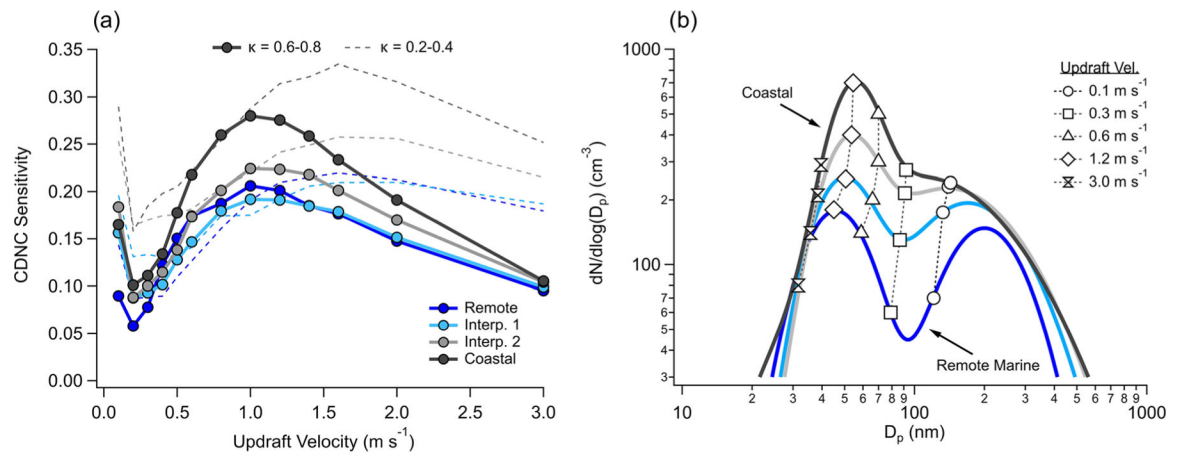 (a)
κ = 0.6-0.8
κ = 0.2-0.4
0.35
0.30
0.25
0.20
0.15
0.10
0.05
0.00
CDNC Sensitivity
Remote
Interp. 1
Interp. 2
Coastal
0.0
0.5
1.0
1.5
2.0
2.5
3.0
Updraft Velocity (m s⁻¹)
(b)
1000
7
6
5
4
3
2
100
7
6
5
4
3
dN/dlog(Dₚ) (cm⁻³)
Coastal
Updraft Vel.
0.1 m s⁻¹
0.3 m s⁻¹
0.6 m s⁻¹
1.2 m s⁻¹
3.0 m s⁻¹
Remote Marine
10
2
3
4
5
6
7
8
9
100
2
3
4
5
6
7
8
9
1000
Dₚ (nm)